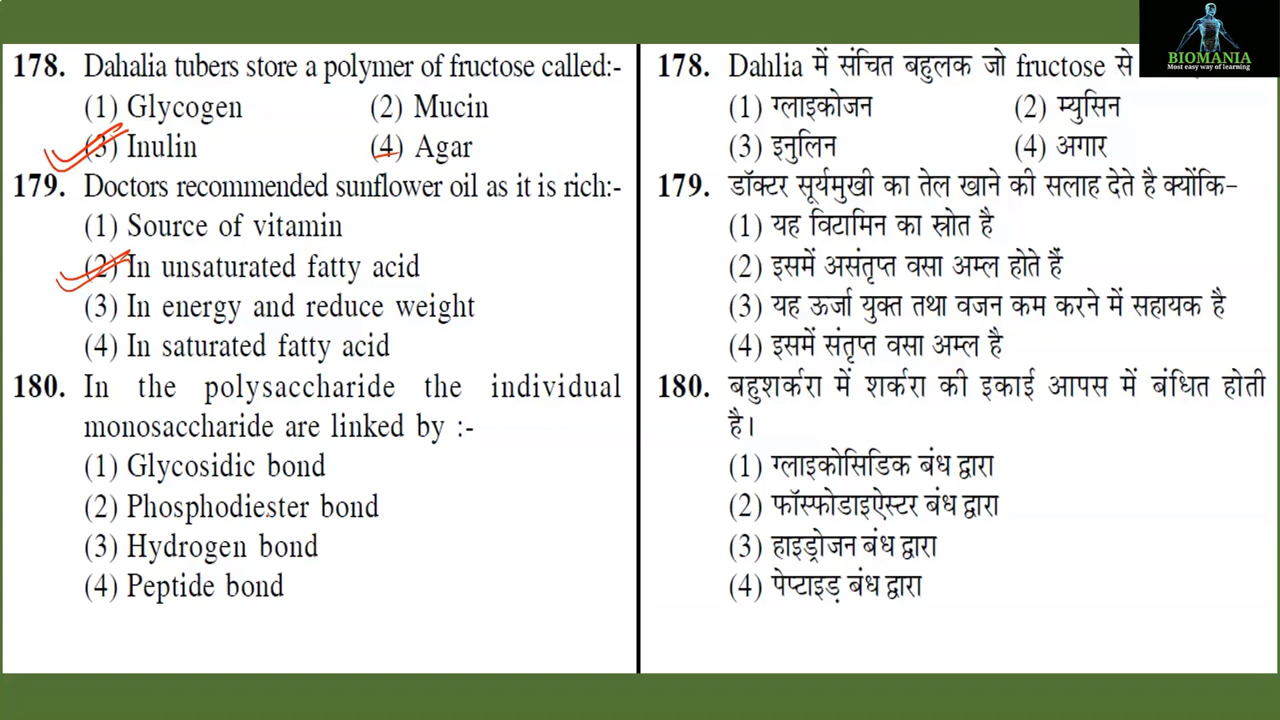 BIOMANIA
Most easy way of learning
178. Dahalia tubers store a polymer of fructose called:-
(1) Glycogen (2) Mucin
(3) Inulin (4) Agar
179. Doctors recommended sunflower oil as it is rich:-
(1) Source of vitamin
(2) In unsaturated fatty acid
(3) In energy and reduce weight
(4) In saturated fatty acid
180. In the polysaccharide the individual
monosaccharide are linked by :-
(1) Glycosidic bond
(2) Phosphodiester bond
(3) Hydrogen bond
(4) Peptide bond
178. Dahlia में संचित बहुलक जो fructose से
(1) ग्लाइकोजन (2) म्युसिन
(3) इनुलिन (4) अगार
179. डॉक्टर सूर्यमुखी का तेल खाने की सलाह देते है क्योंकि-
(1) यह विटामिन का स्रोत है
(2) इसमें असंतृप्त वसा अम्ल होते हैं
(3) यह ऊर्जा युक्त तथा वजन कम करने में सहायक है
(4) इसमें संतृप्त वसा अम्ल है
180. बहुशर्करा में शर्करा की इकाई आपस में बंधित होती
है।
(1) ग्लाइकोसिडिक बंध द्वारा
(2) फॉस्फोडाइऐस्टर बंध द्वारा
(3) हाइड्रोजन बंध द्वारा
(4) पेप्टाइड़ बंध द्वारा